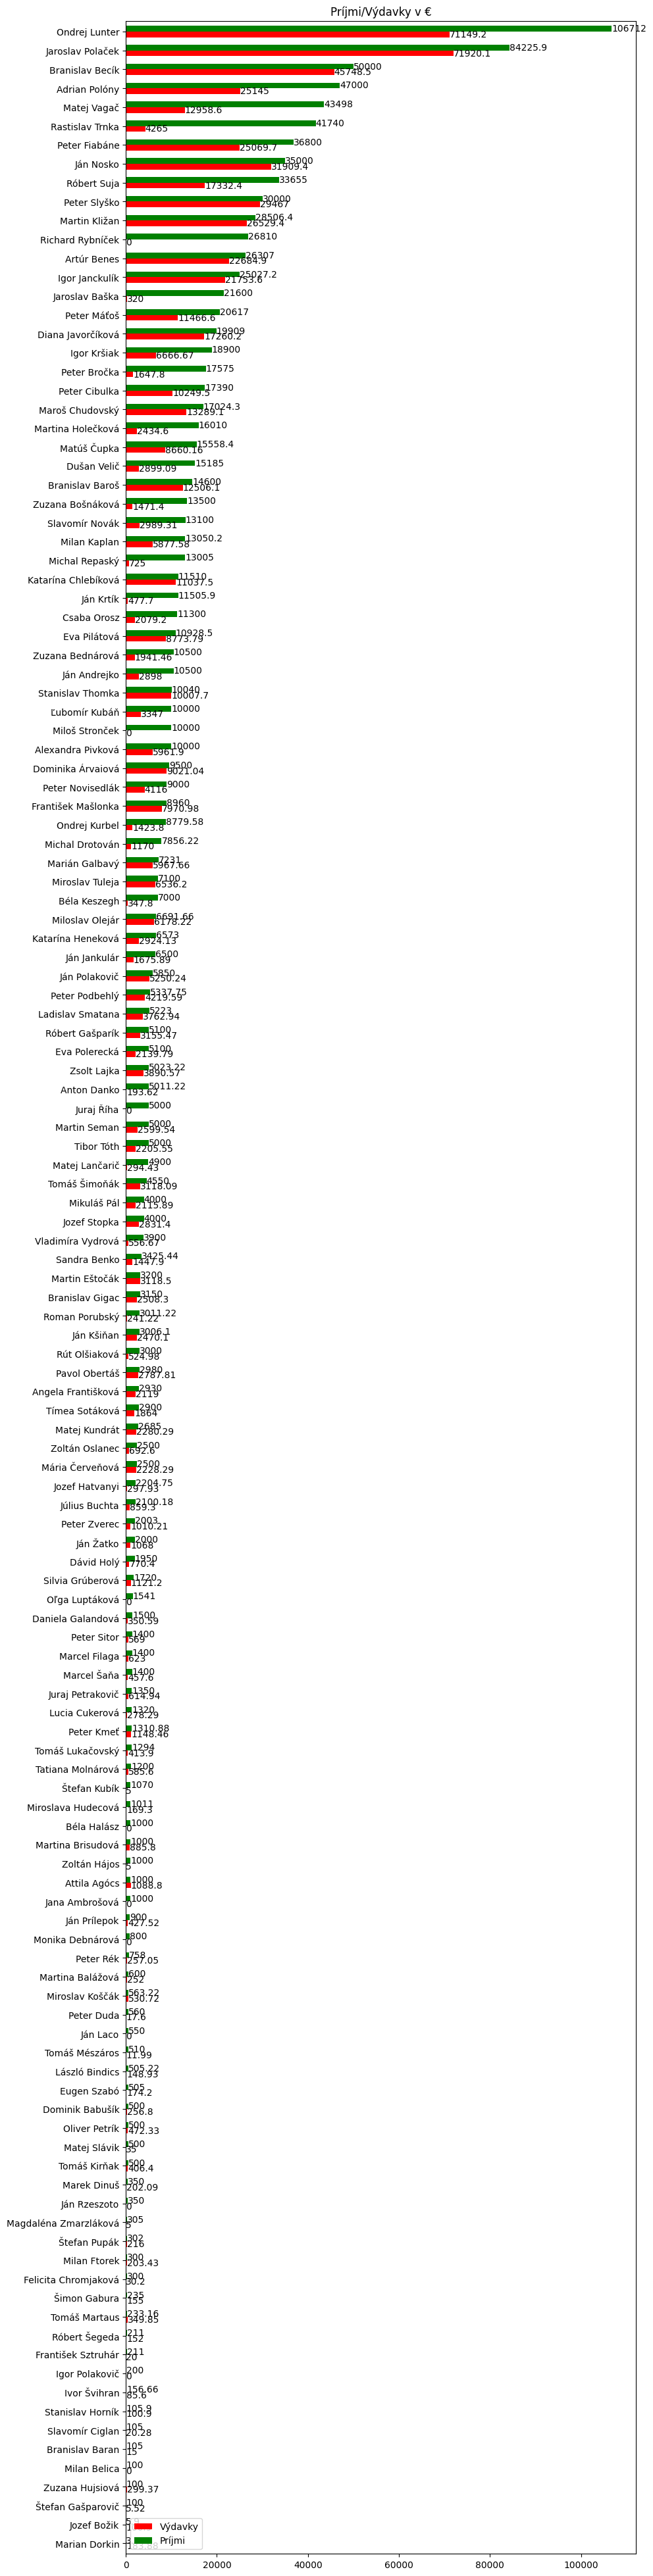 Príjmi/Výdavky v €
Ondrej Lunter 106712
71149.2
Jaroslav Polaček 84225.9
71920.1
Branislav Becík 50000
45748.5
Adrian Polóny 47000
25145
Matej Vagač 43498
12958.6
Rastislav Trnka 41740
4265
Peter Fiabáne 36800
25069.7
Ján Nosko 35000
31909.4
Róbert Suja 33655
17332.4
Peter Slyško 30000
29467
Martin Kližan 28506.4
26529.4
Richard Rybníček 26810
0
Artúr Benes 26307
22684.9
Igor Janckulík 25027.2
21753.6
Jaroslav Baška 21600
320
Peter Máťoš 20617
11466.6
Diana Javorčíková 19909
17260.2
Igor Kršiak 18900
6666.67
Peter Bročka 17575
1647.8
Peter Cibulka 17390
10249.5
Maroš Chudovský 17024.3
13289.1
Martina Holečková 16010
2434.6
Matúš Čupka 15558.4
8660.16
Dušan Velič 15185
2899.09
Branislav Baroš 14600
12506.1
Zuzana Bošnáková 13500
1471.4
Slavomír Novák 13100
2989.31
Milan Kaplan 13050.2
5877.58
Michal Repaský 13005
725
Katarína Chlebíková 11510
11037.5
Ján Krtík 11505.9
477.7
Csaba Orosz 11300
2079.2
Eva Pilátová 10928.5
8773.79
Zuzana Bednárová 10500
1941.46
Ján Andrejko 10500
2898
Stanislav Thomka 10040
10007.7
Ľubomír Kubáň 10000
3347
Miloš Stronček 10000
0
Alexandra Pivková 10000
5961.9
Dominika Árvaiová 9500
9021.04
Peter Novisedlák 9000
4116
František Mašlonka 8960
7970.98
Ondrej Kurbel 8779.58
1423.8
Michal Drotován 7856.22
1170
Marián Galbavý 7231
5967.66
Miroslav Tuleja 7100
6536.2
Béla Keszegh 7000
347.8
Miloslav Olejár 6691.66
6178.22
Katarína Heneková 6573
2924.13
Ján Jankulár 6500
1675.89
Ján Polakovič 5850
5250.24
Peter Podbehlý 5337.75
4219.59
Ladislav Smatana 5223
3762.94
Róbert Gašparík 5100
3155.47
Eva Polerecká 5100
2139.79
Zsolt Lajka 5023.22
3890.57
Anton Danko 5011.22
193.62
Juraj Říha 5000
0
Martin Seman 5000
2599.54
Tibor Tóth 5000
2205.55
Matej Lančarič 4900
294.43
Tomáš Šimoňák 4550
3118.09
Mikuláš Pál 4000
2115.89
Jozef Stopka 4000
2831.4
Vladimíra Vydrová 3900
556.67
Sandra Benko 3425.44
1447.9
Martin Eštočák 3200
3118.5
Branislav Gigac 3150
2508.3
Roman Porubský 3011.22
241.22
Ján Kšiňan 3006.1
2470.1
Rút Olšiaková 3000
524.98
Pavol Obertáš 2980
2787.81
Angela Františková 2930
2119
Tímea Sotáková 2900
1864
Matej Kundrát 2685
2280.29
Zoltán Oslanec 2500
692.6
Mária Červeňová 2500
2228.29
Jozef Hatvanyi 2204.75
297.93
Július Buchta 2100.18
859.3
Peter Zverec 2003
1010.21
Ján Žatko 2000
1068
Dávid Holý 1950
770.4
Silvia Grúberová 1720
1121.2
Oľga Luptáková 1541
0
Daniela Galandová 1500
350.59
Peter Sitor 1400
569
Marcel Filaga 1400
623
Marcel Šaňa 1400
457.6
Juraj Petrakovič 1350
614.94
Lucia Cukerová 1320
278.29
Peter Kmeť 1310.88
1148.46
Tomáš Lukačovský 1294
413.9
Tatiana Molnárová 1200
585.6
Štefan Kubík 1070
5
Miroslava Hudecová 1011
169.3
Béla Halász 1000
0
Martina Brisudová 1000
885.8
Zoltán Hájos 1000
5
Attila Agócs 1000
1088.8
Jana Ambrošová 1000
0
Ján Prílepok 900
427.52
Monika Debnárová 800
0
Peter Rék 758
257.05
Martina Balážová 600
252
Miroslav Koščák 563.22
530.72
Peter Duda 560
17.6
Ján Laco 550
0
Tomáš Mészáros 510
11.99
László Bindics 505.22
148.93
Eugen Szabó 505
174.2
Dominik Babušík 500
256.8
Oliver Petrík 500
472.33
Matej Slávik 500
35
Tomáš Kirňak 500
406.4
Marek Dinuš 350
202.09
Ján Rzeszoto 350
0
Magdaléna Zmarzláková 305
5
Štefan Pupák 302
216
Milan Ftorek 300
203.43
Felicita Chromjaková 300
30.2
Šimon Gabura 235
155
Tomáš Martaus 233.16
349.85
Róbert Šegeda 211
152
František Sztruhár 211
20
Igor Polakovič 200
0
Ivor Švihran 156.66
85.6
Stanislav Horník 105.9
100.9
Slavomír Ciglan 105
20.28
Branislav Baran 105
15
Milan Belica 100
0
Zuzana Hujsiová 100
299.37
Štefan Gašparovič 100
5.52
Jozef Božik
Marian Dorkin
Výdavky
Príjmi
0 20000 40000 60000 80000 100000